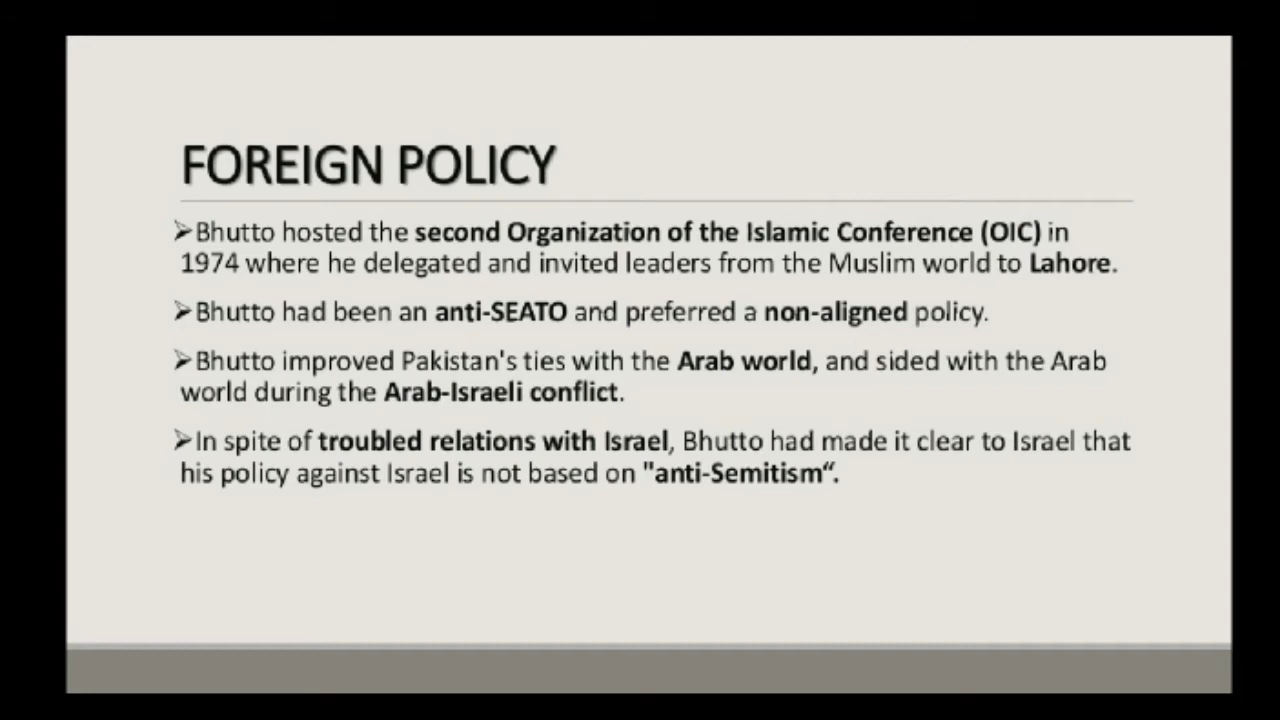 FOREIGN POLICY
➢Bhutto hosted the second Organization of the Islamic Conference (OIC) in
1974 where he delegated and invited leaders from the Muslim world to Lahore.
➢Bhutto had been an anti-SEATO and preferred a non-aligned policy.
➢Bhutto improved Pakistan's ties with the Arab world, and sided with the Arab
world during the Arab-Israeli conflict.
➢In spite of troubled relations with Israel, Bhutto had made it clear to Israel that
his policy against Israel is not based on "anti-Semitism“.